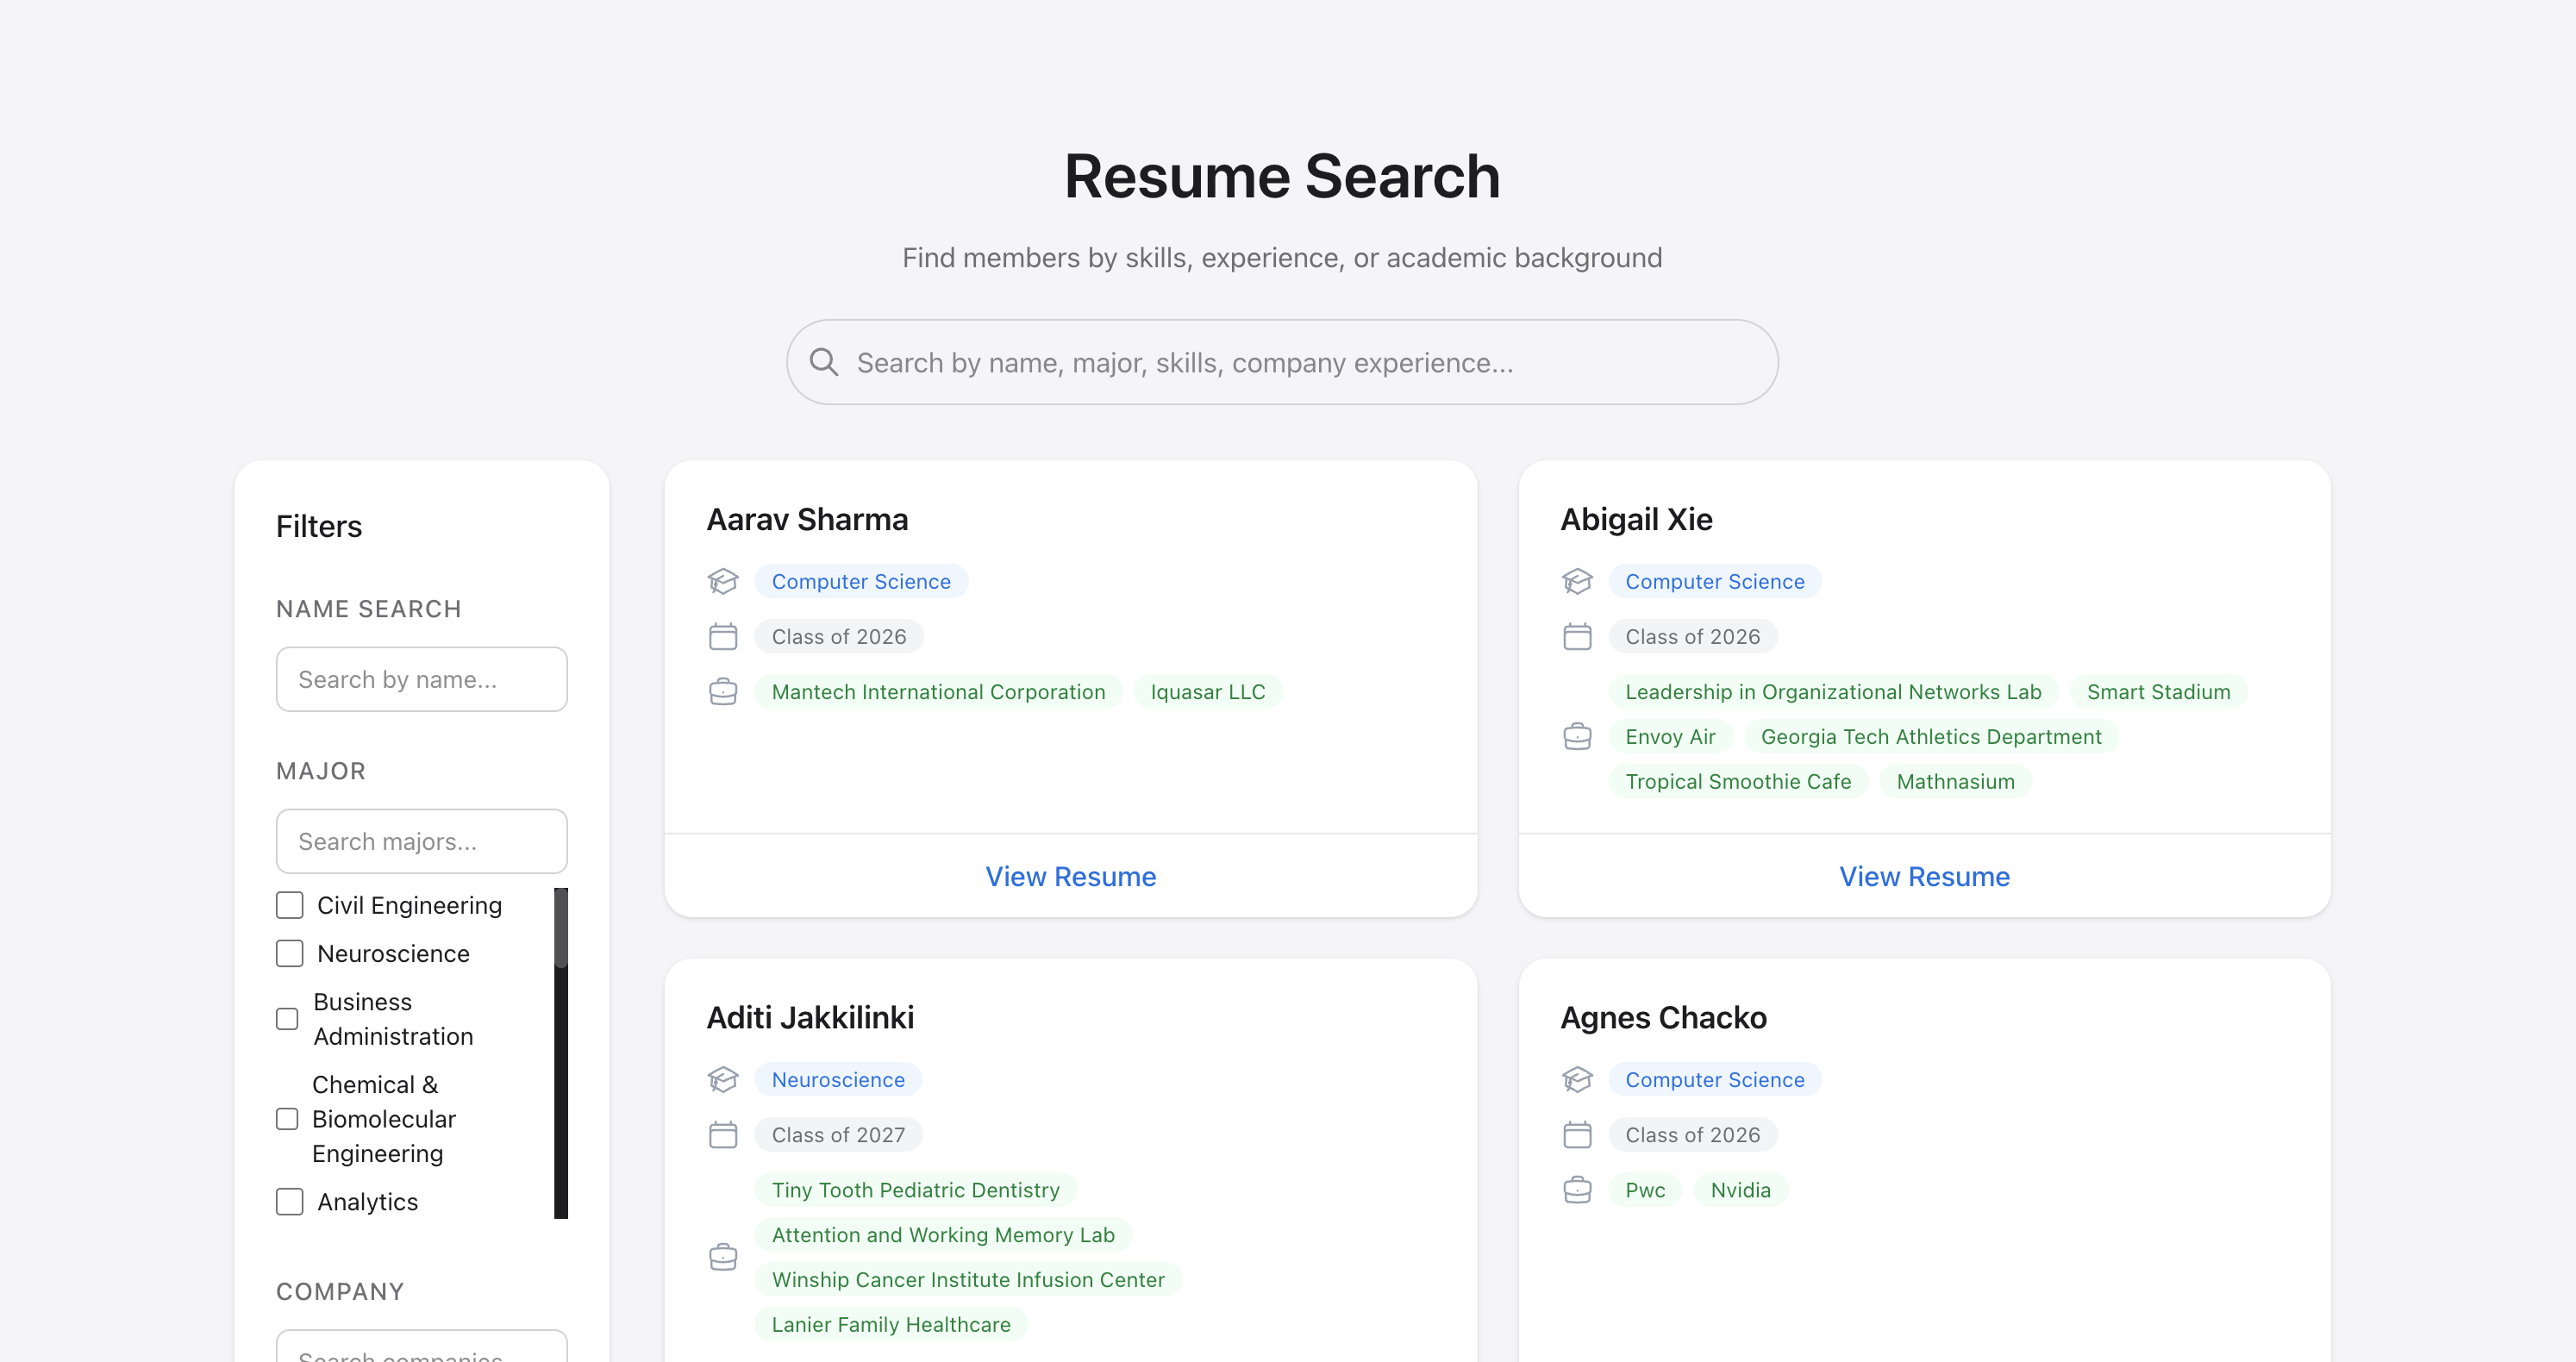 Resume Search
Find members by skills, experience, or academic background
Search by name, major, skills, company experience...
Filters
NAME SEARCH
Search by name...
MAJOR
Search majors...
Civil Engineering
Neuroscience
Business
Administration
Chemical &
Biomolecular
Engineering
Analytics
COMPANY
Search companies
Aarav Sharma
Computer Science
Class of 2026
Mantech International Corporation Iquasar LLC
View Resume
Abigail Xie
Computer Science
Class of 2026
Leadership in Organizational Networks Lab Smart Stadium
Envoy Air Georgia Tech Athletics Department
Tropical Smoothie Cafe Mathnasium
View Resume
Aditi Jakkilinki
Neuroscience
Class of 2027
Tiny Tooth Pediatric Dentistry
Attention and Working Memory Lab
Winship Cancer Institute Infusion Center
Lanier Family Healthcare
Agnes Chacko
Computer Science
Class of 2026
Pwc Nvidia